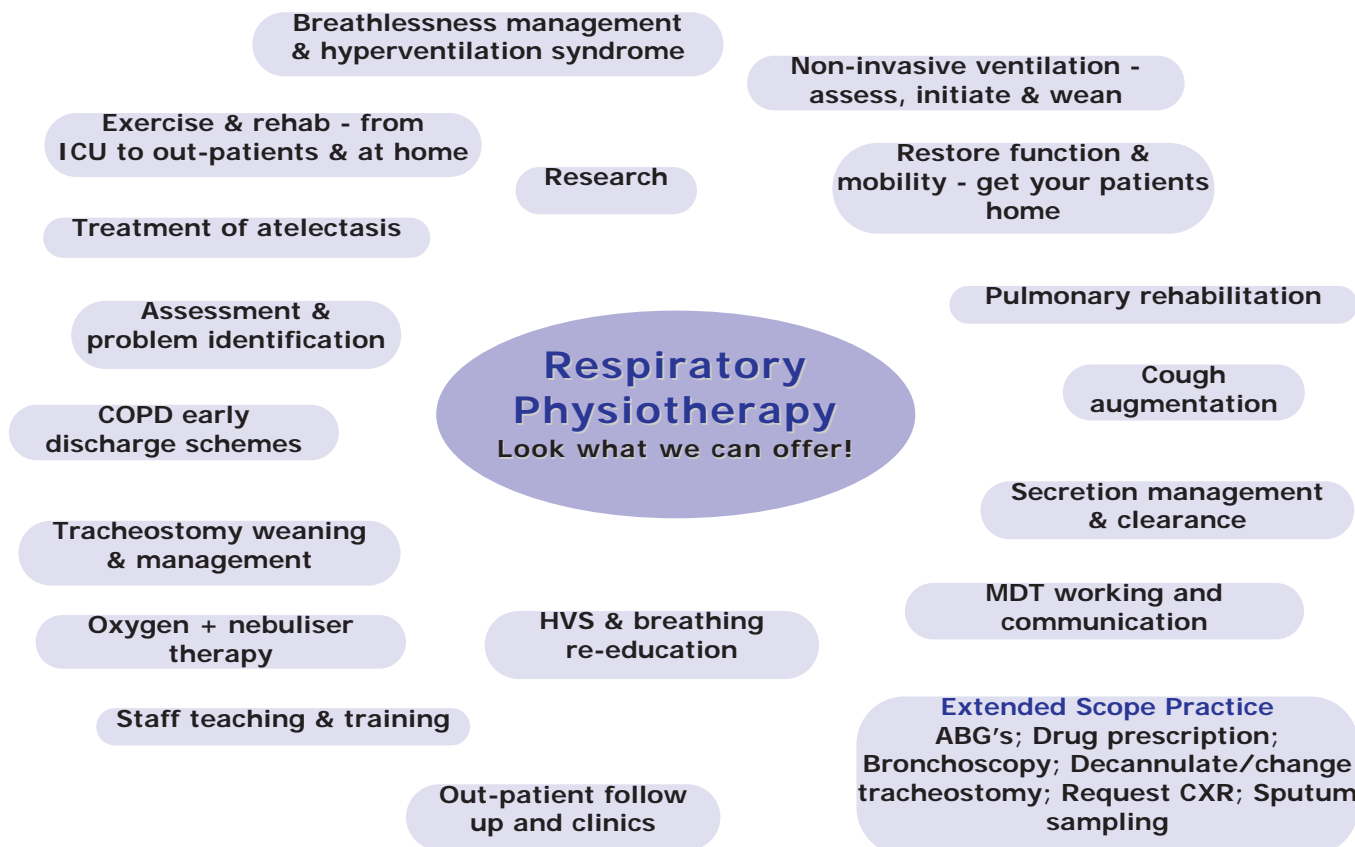 Breathlessness management
& hyperventilation syndrome
Non-invasive ventilation -
assess, initiate & wean
Exercise & rehab - from
ICU to out-patients & at home
Research
Restore function &
mobility - get your patients
home
Treatment of atelectasis
Pulmonary rehabilitation
Assessment &
problem identification
Respiratory
Physiotherapy
Look what we can offer!
Cough
augmentation
COPD early
discharge schemes
Secretion management
& clearance
Tracheostomy weaning
& management
MDT working and
communication
Oxygen + nebuliser
therapy
HVS & breathing
re-education
Staff teaching & training
Extended Scope Practice
ABG's; Drug prescription;
Bronchoscopy; Decannulate/change
tracheostomy; Request CXR; Sputum
sampling
Out-patient follow
up and clinics